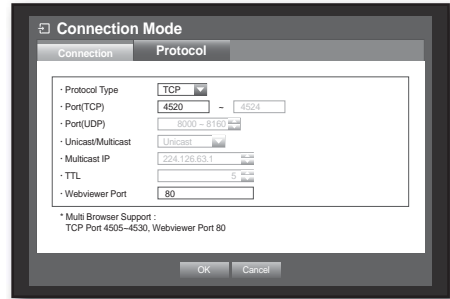 Connection Mode
Connection Protocol
· Protocol Type TCP
· Port(TCP) 4520 ~ 4524
· Port(UDP) 8000 ~ 8160
· Unicast/Multicast Unicast
· Multicast IP 224.126.63.1
· TTL 5
· Webviewer Port 80
* Multi Browser Support :
TCP Port 4505~4530, Webviewer Port 80
OK Cancel